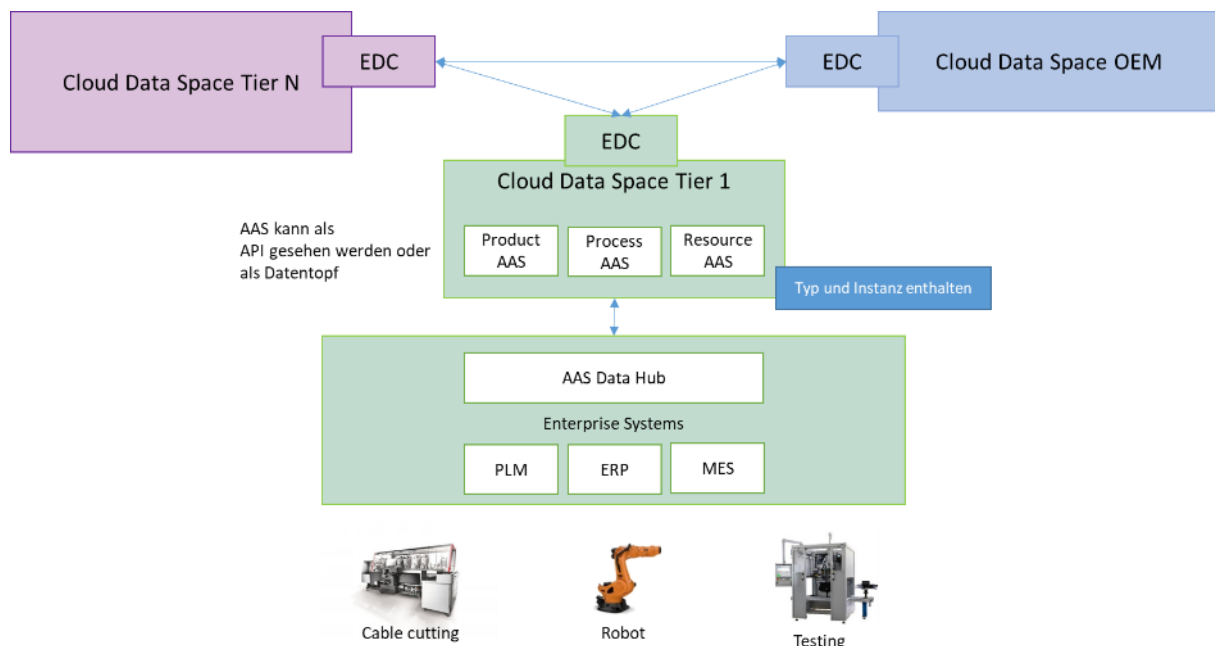 Cloud Data Space Tier N
EDC
EDC
Cloud Data Space OEM
EDC
Cloud Data Space Tier 1
AAS kann als
API gesehen werden oder
als Datentopf
Product
AAS
Process
AAS
Resource
AAS
Typ und Instanz enthalten
AAS Data Hub
Enterprise Systems
PLM
ERP
MES
Cable cutting
Robot
Testing